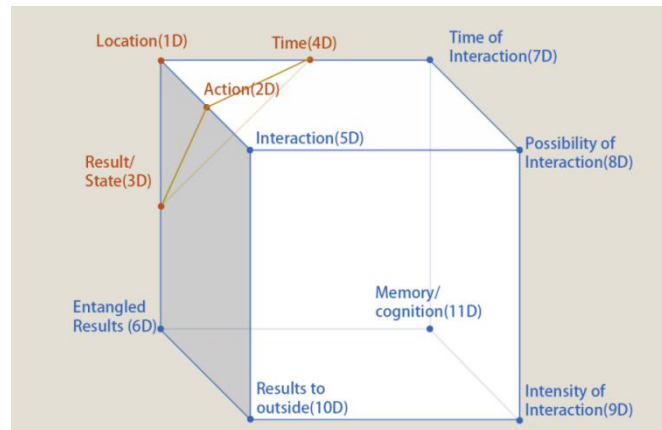 Location(1D)
Time(4D)
Time of
Interaction(7D)
Action(2D)
Interaction(5D)
Possibility of
Interaction(8D)
Result/
State(3D)
Entangled
Results (6D)
Memory/
cognition(11D)
Results to
outside(10D)
Intensity of
Interaction(9D)